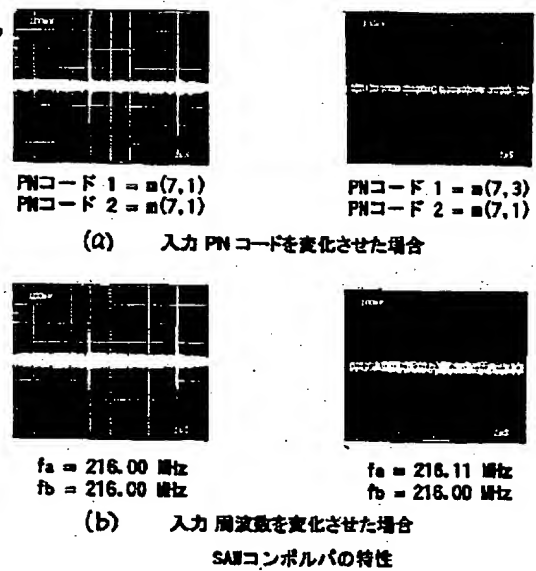 PNコード 1 = m(7,1)
PNコード 2 = m(7,1)
PNコード 1 = m(7,3)
PNコード 2 = m(7,1)
(a) 入力 PN コードを変化させた場合
fa = 216.00 MHz
fb = 216.00 MHz
fa = 216.11 MHz
fb = 216.00 MHz
(b) 入力 周波数を変化させた場合
SAWコンボルバの特性